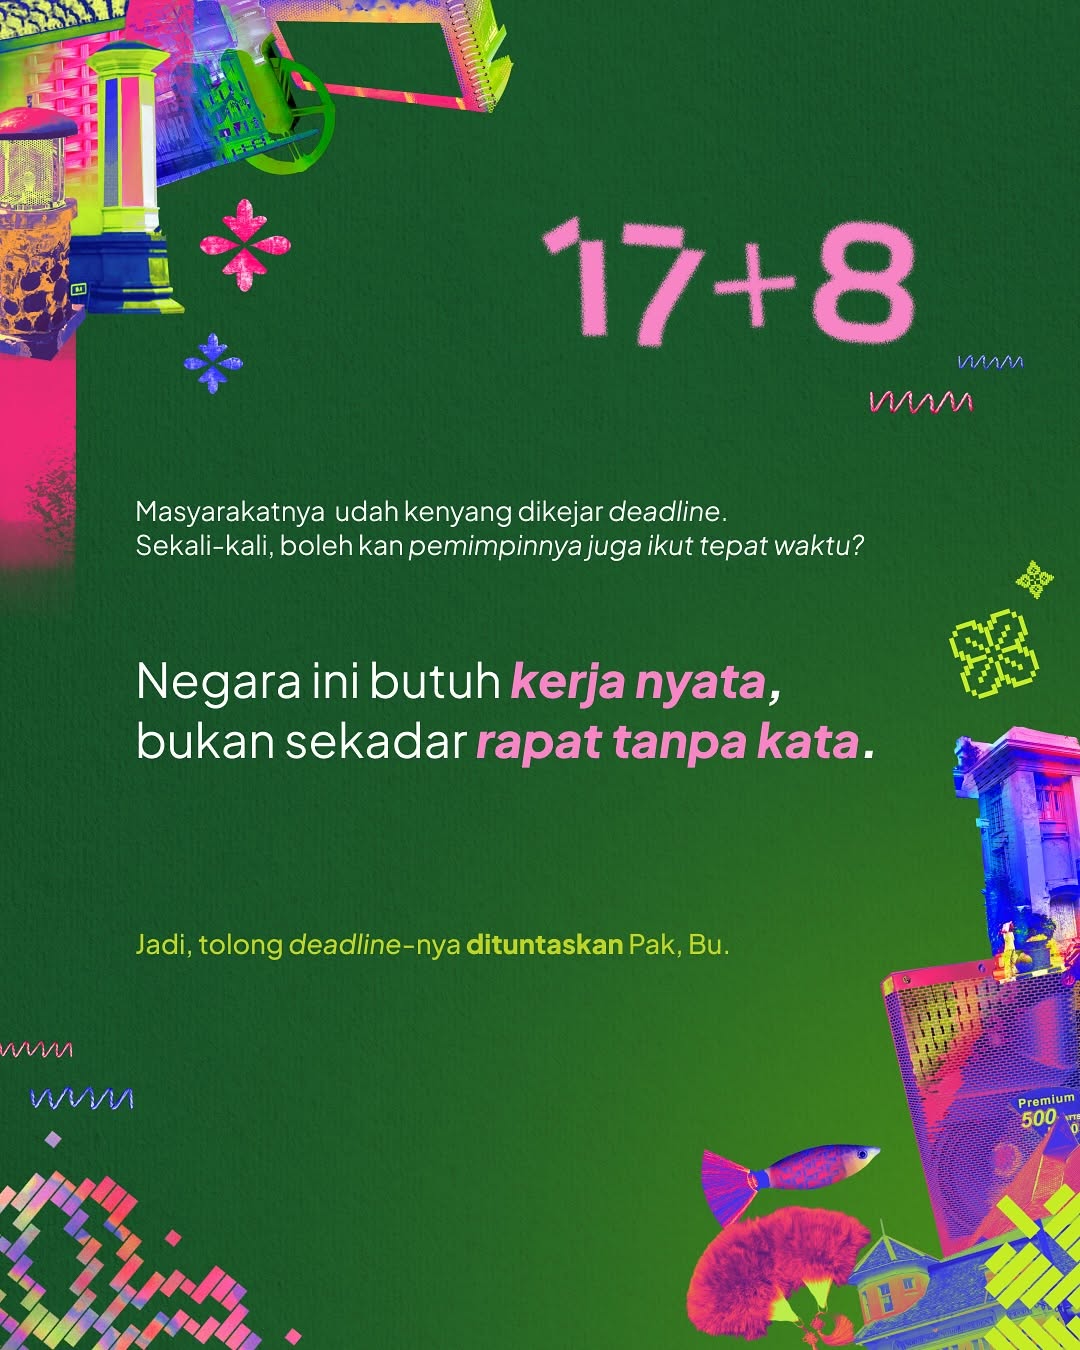 17+8
Masyarakatnya udah kenyang dikejar deadline.
Sekali-kali, boleh kan pemimpinnya juga ikut tepat waktu?
Negara ini butuh kerja nyata,
bukan sekadar rapat tanpa kata.
Jadi, tolong deadline-nya dituntaskan Pak, Bu.
Premium
500